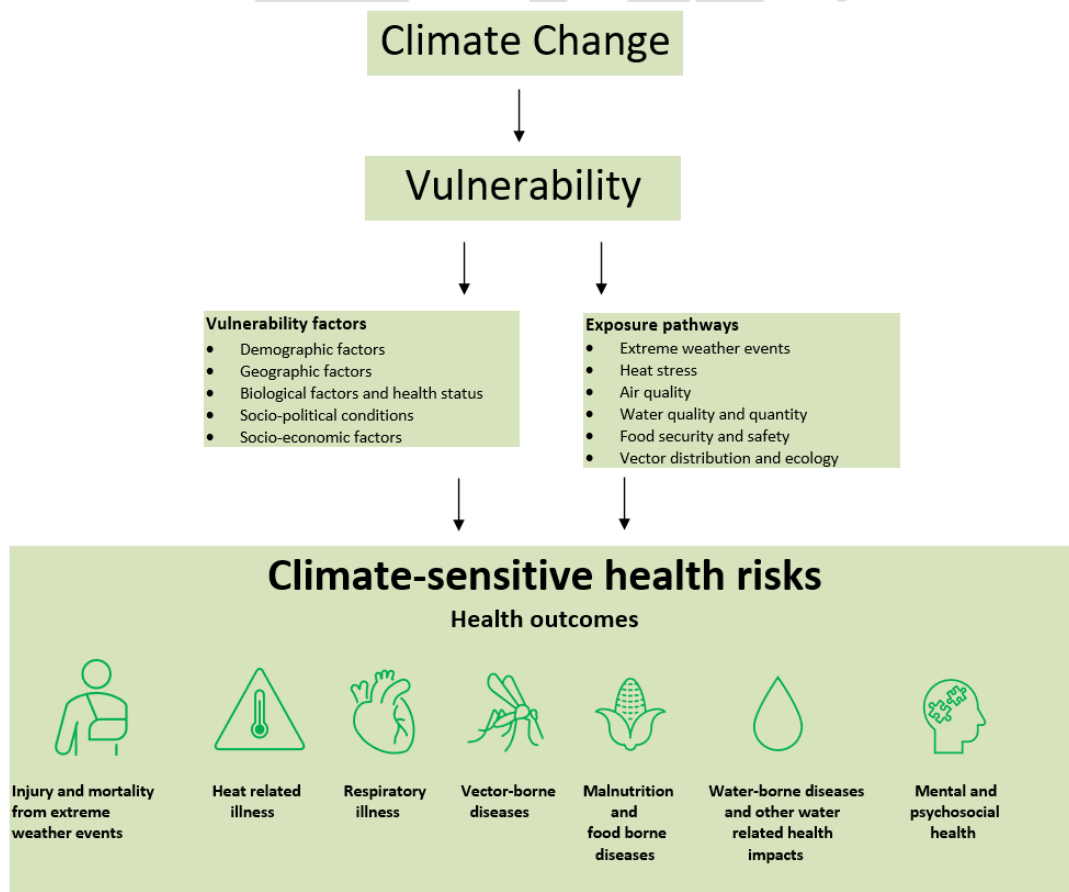 Climate Change
Vulnerability
Vulnerability factors
• Demographic factors
• Geographic factors
• Biological factors and health status
• Socio-political conditions
• Socio-economic factors
Exposure pathways
• Extreme weather events
• Heat stress
• Air quality
• Water quality and quantity
• Food security and safety
• Vector distribution and ecology
Climate-sensitive health risks
Health outcomes
Injury and mortality
from extreme
weather events
Heat related
illness
Respiratory
illness
Vector-borne
diseases
Malnutrition
and
food borne
diseases
Water-borne diseases
and other water
related health
impacts
Mental and
psychosocial
health